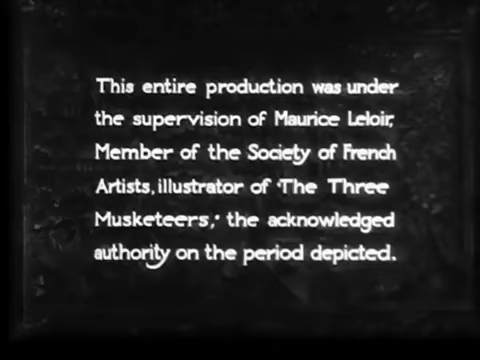 This entire production was under
the supervision of Maurice Leloir,
Member of the Society of French
Artists, illustrator of "The Three
Musketeers," the acknowledged
authority on the period depicted.